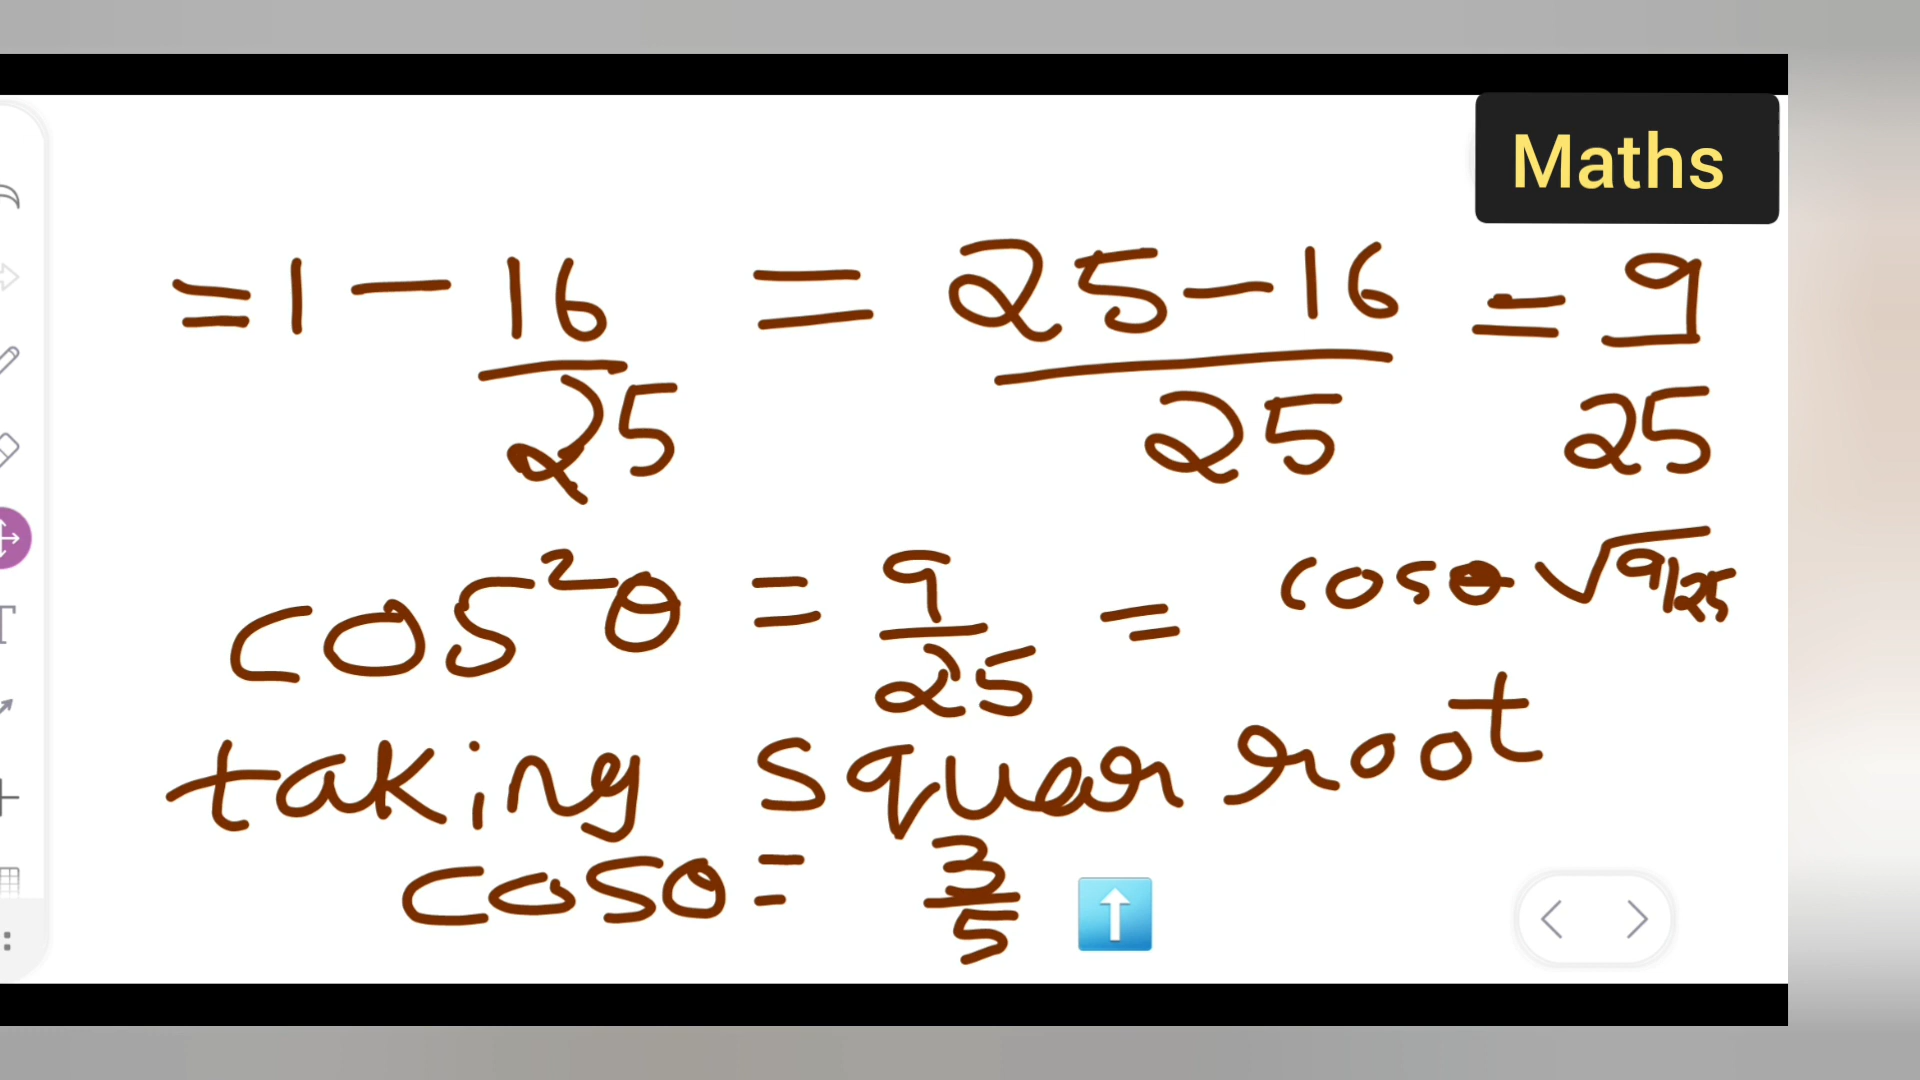 Maths
= 1 - 16/25 = 25-16/25 = 9/25
cos²θ = 9/25 = cosθ √9/25
taking square root
cosθ = 3/5